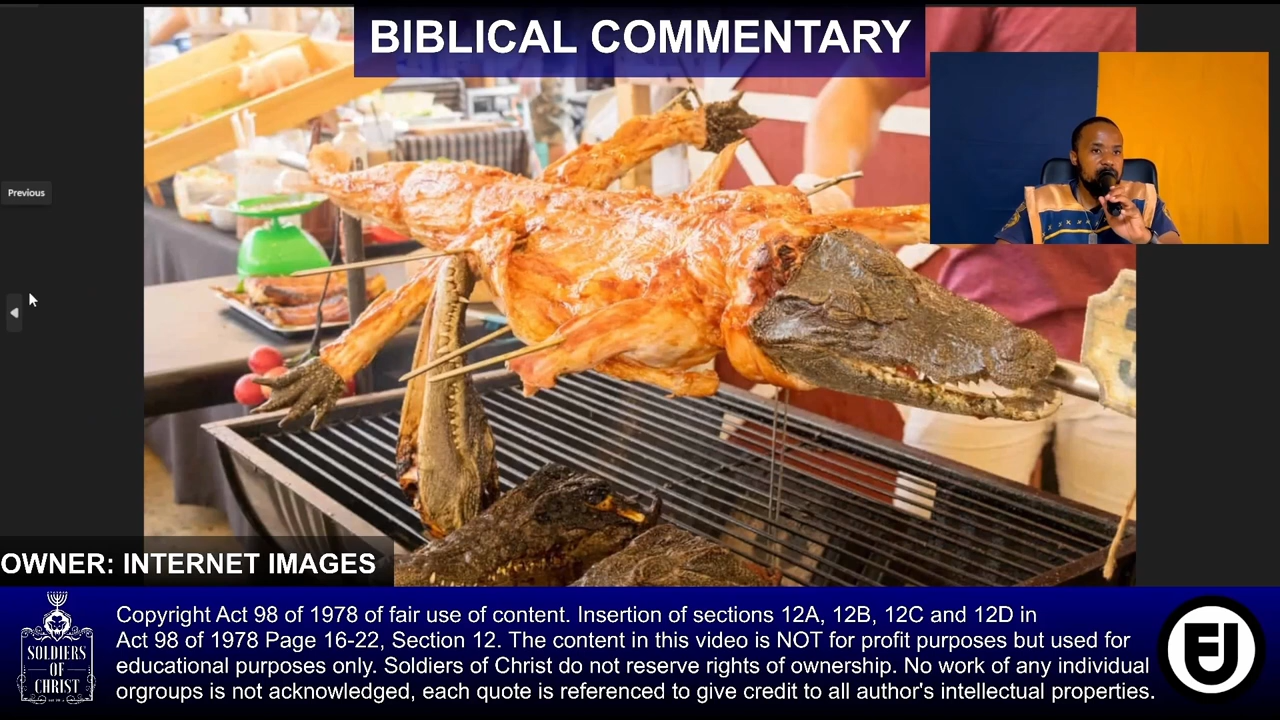 BIBLICAL COMMENTARY
Previous
OWNER: INTERNET IMAGES
SOLDIERS
OF
CHRIST
Copyright Act 98 of 1978 of fair use of content. Insertion of sections 12A, 12B, 12C and 12D in
Act 98 of 1978 Page 16-22, Section 12. The content in this video is NOT for profit purposes but used for
educational purposes only. Soldiers of Christ do not reserve rights of ownership. No work of any individual
orgroups is not acknowledged, each quote is referenced to give credit to all author's intellectual properties.